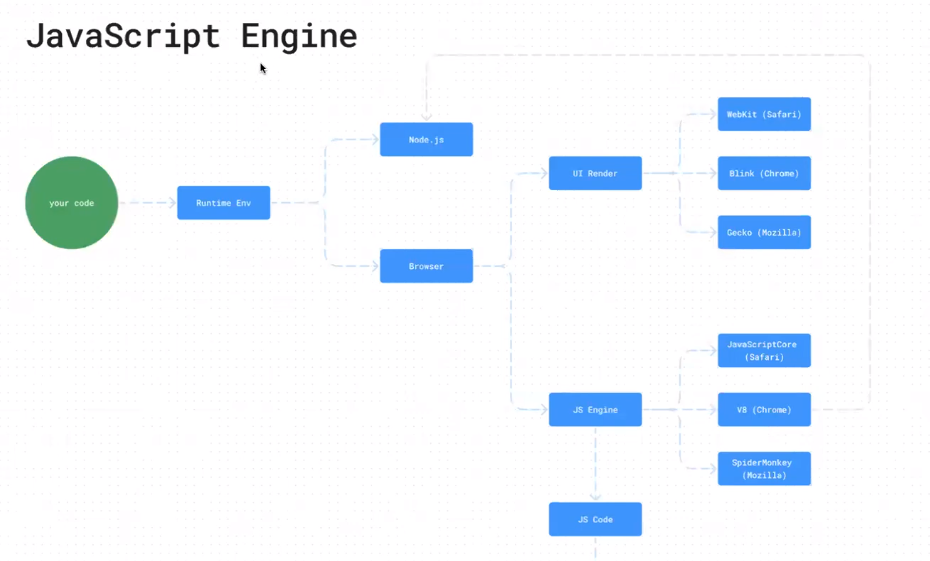 JavaScript Engine
your code
Runtime Env
Node.js
Browser
UI Render
WebKit (Safari)
Blink (Chrome)
Gecko (Mozilla)
JS Engine
JavaScriptCore
(Safari)
V8 (Chrome)
SpiderMonkey
(Mozilla)
JS Code